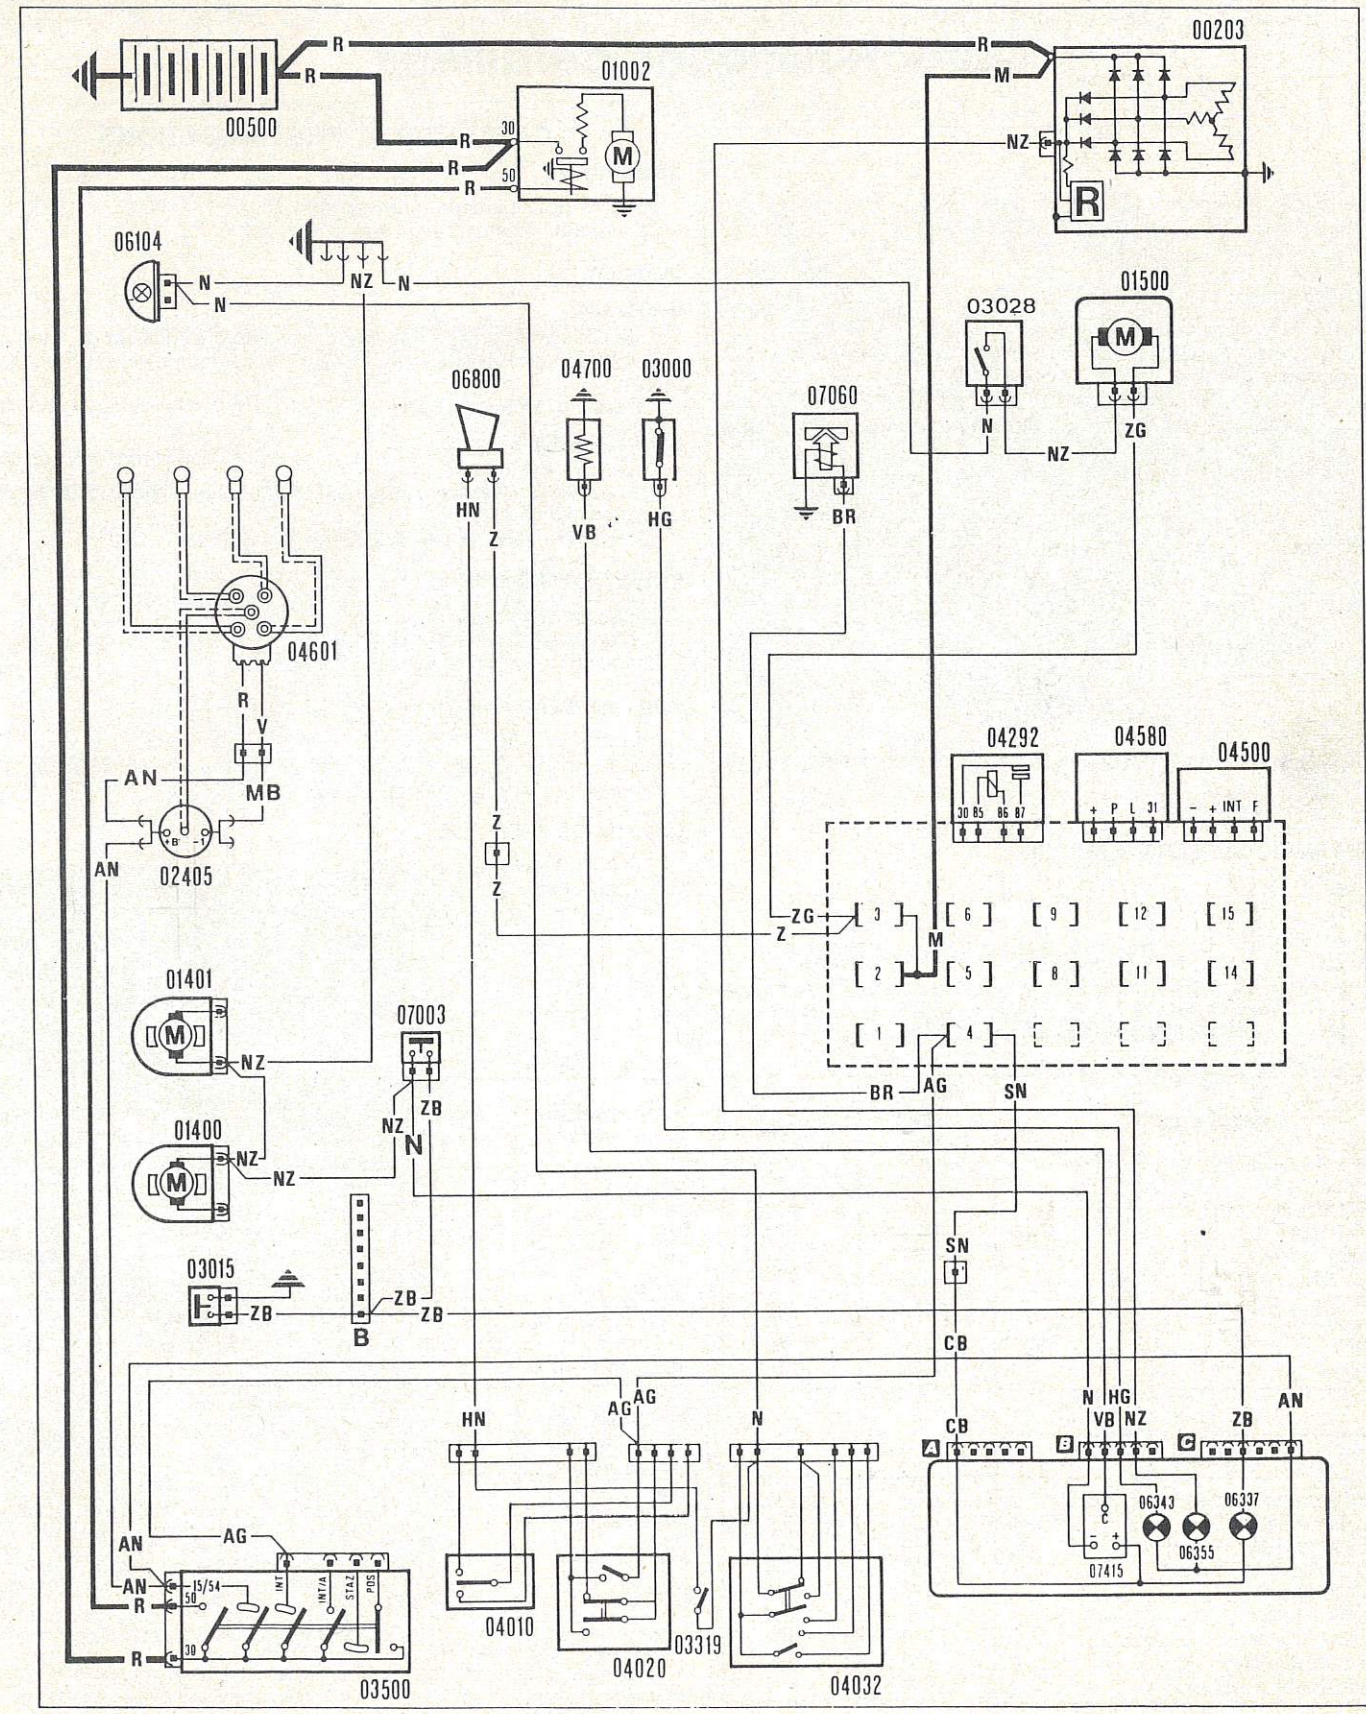 00203
R
R
R
M
01002
00500
30
M
R
R
50
R
NZ
R
06104
N
NZ
N
N
01500
03028
M
06800
04700
03000
07060
N
ZG
NZ
HN
Z
VB
HG
BR
04601
R
V
AN
MB
+B
-1
02405
AN
Z
Z
04292
04580
04500
30 85 86 87
+ P L 31
- + INT F
ZG
Z
3
6
9
12
15
M
2
5
8
11
14
1
4
BR
AG
SN
01401
M
NZ
07003
ZB
NZ
N
01400
M
NZ
NZ
SN
03015
ZB
ZB
ZB
B
CB
AG
AG
N
HG
AN
HN
N
CB
VB
NZ
ZB
A
B
C
AG
AN
06343
06337
C
- +
06355
07415
AN
R
15/54
50
INT
INT/A
STAZ
POS
R
30
03500
04010
04020
03319
04032